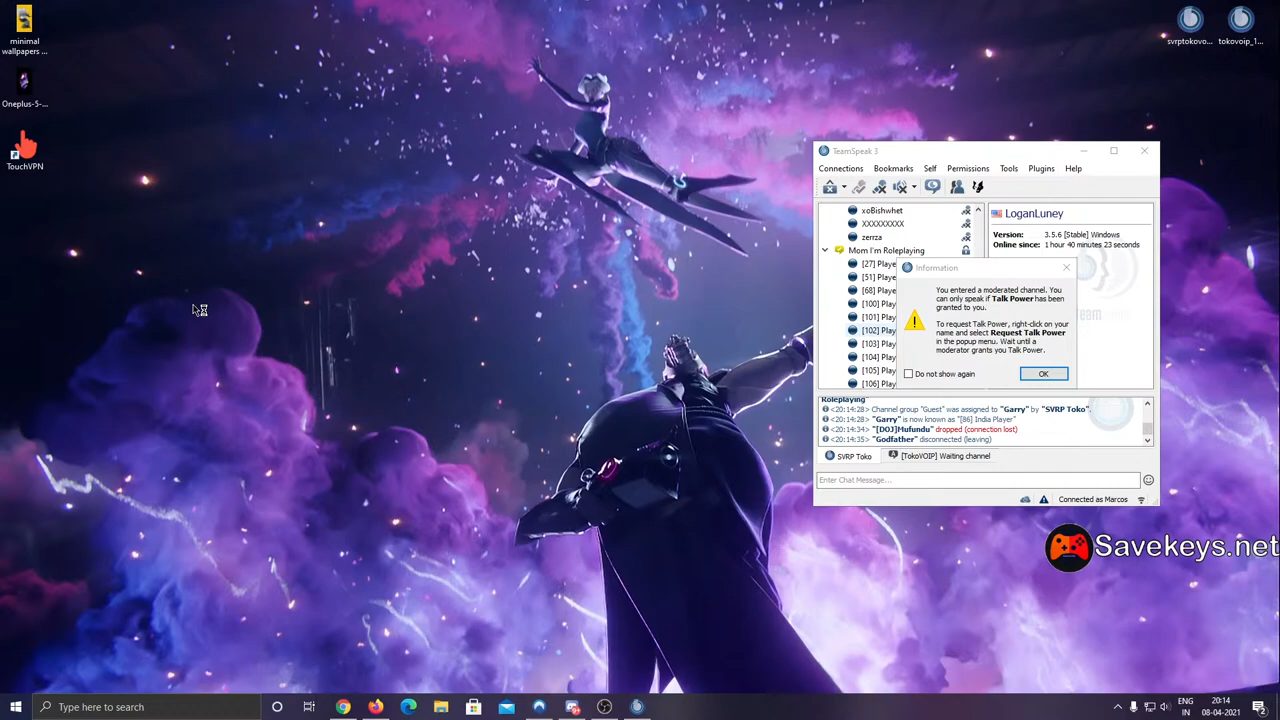 minimal
wallpapers ...
Oneplus-5-...
TouchVPN
svrptokovo...
tokovoip_1...
TeamSpeak 3
Connections Bookmarks Self Permissions Tools Plugins Help
xoBishwhet
XXXXXXXXX
zerrza
Mom I'm Roleplaying
[27] Playe
[51] Playe
[68] Playe
[100] Playe
[101] Playe
[102] Play
[103] Play
[104] Play
[105] Play
[106] Play
LoganLuney
Version: 3.5.6 [Stable] Windows
Online since: 1 hour 40 minutes 23 seconds
Information
You entered a moderated channel. You
can only speak if Talk Power has been
granted to you.
To request Talk Power, right-click on your
name and select Request Talk Power
in the popup menu. Wait until a
moderator grants you Talk Power.
Do not show again
OK
Roleplaying"
<20:14:28> Channel group "Guest" was assigned to "Garry" by "SVRP Toko".
<20:14:28> "Garry" is now known as "[86] India Player"
<20:14:34> "[DOJ]Mufundu" dropped (connection lost)
<20:14:35> "Godfather" disconnected (leaving)
SVRP Toko
[TokoVOIP] Waiting channel
Enter Chat Message...
Connected as Marcos
Savekeys.net
Type here to search
ENG
IN
20:14
08-04-2021
2